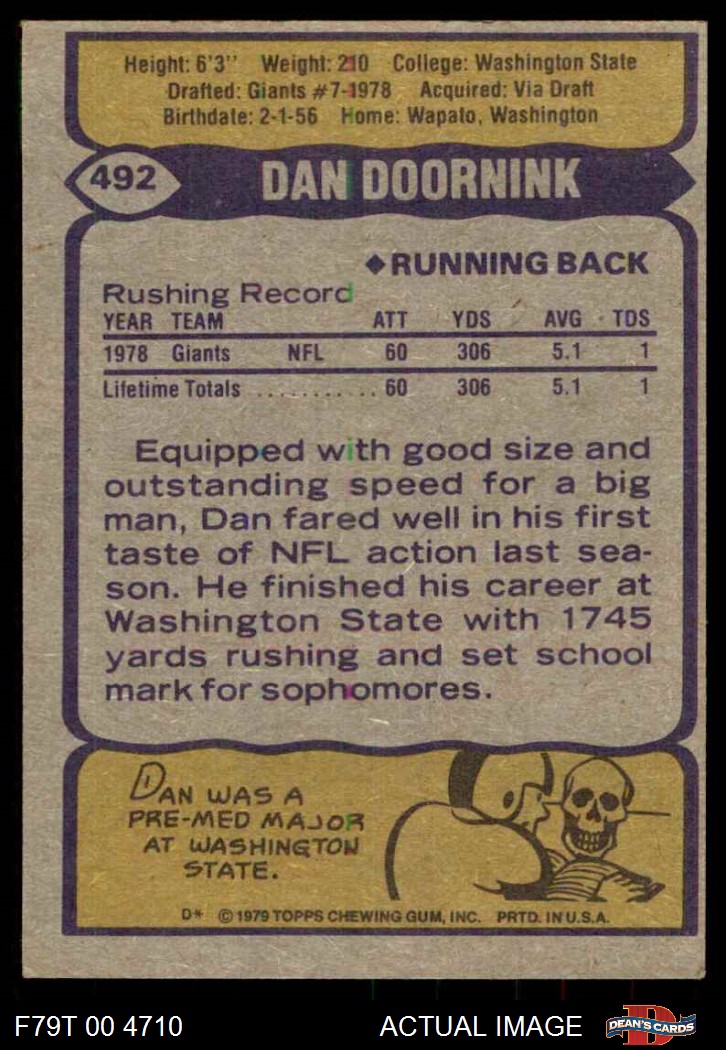 Height: 6'3" Weight: 210 College: Washington State
Drafted: Giants #7-1978 Acquired: Via Draft
Birthdate: 2-1-56 Home: Wapato, Washington
492
DAN DOORNINK
◆RUNNING BACK
Rushing Record
YEAR TEAM ATT YDS AVG TDS
1978 Giants NFL 60 306 5.1 1
Lifetime Totals ........... 60 306 5.1 1
Equipped with good size and
outstanding speed for a big
man, Dan fared well in his first
taste of NFL action last sea-
son. He finished his career at
Washington State with 1745
yards rushing and set school
mark for sophomores.
DAN WAS A
PRE-MED MAJOR
AT WASHINGTON
STATE.
D* © 1979 TOPPS CHEWING GUM, INC. PRTD. IN U.S.A.
F79T 00 4710 ACTUAL IMAGE
D
DEAN'S CARDS